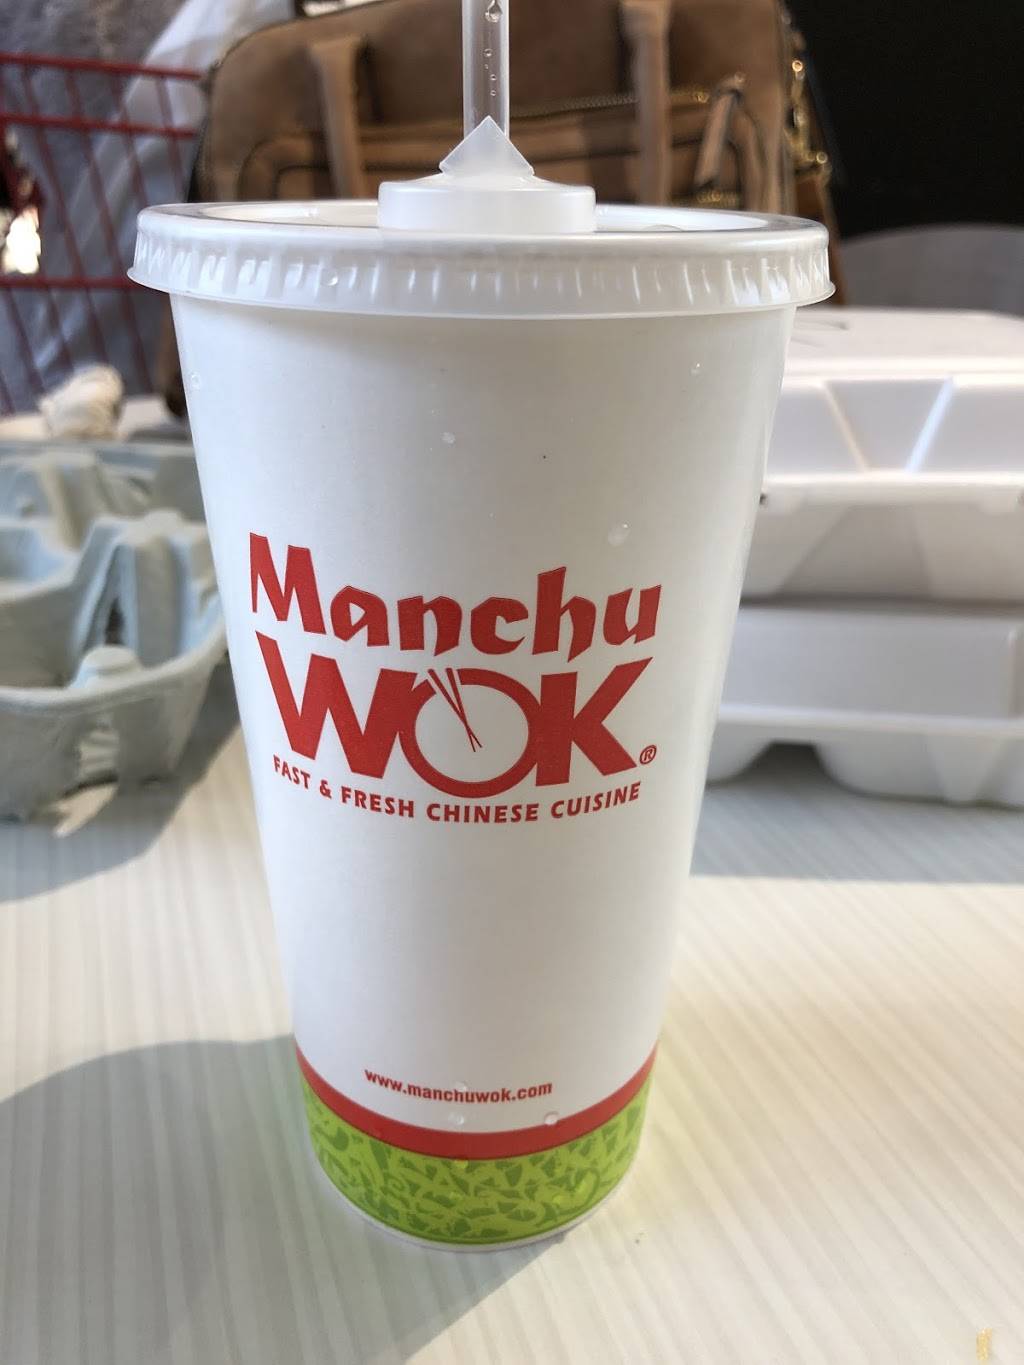 Manchu
WOK®
FAST & FRESH CHINESE CUISINE
www.manchuwok.com